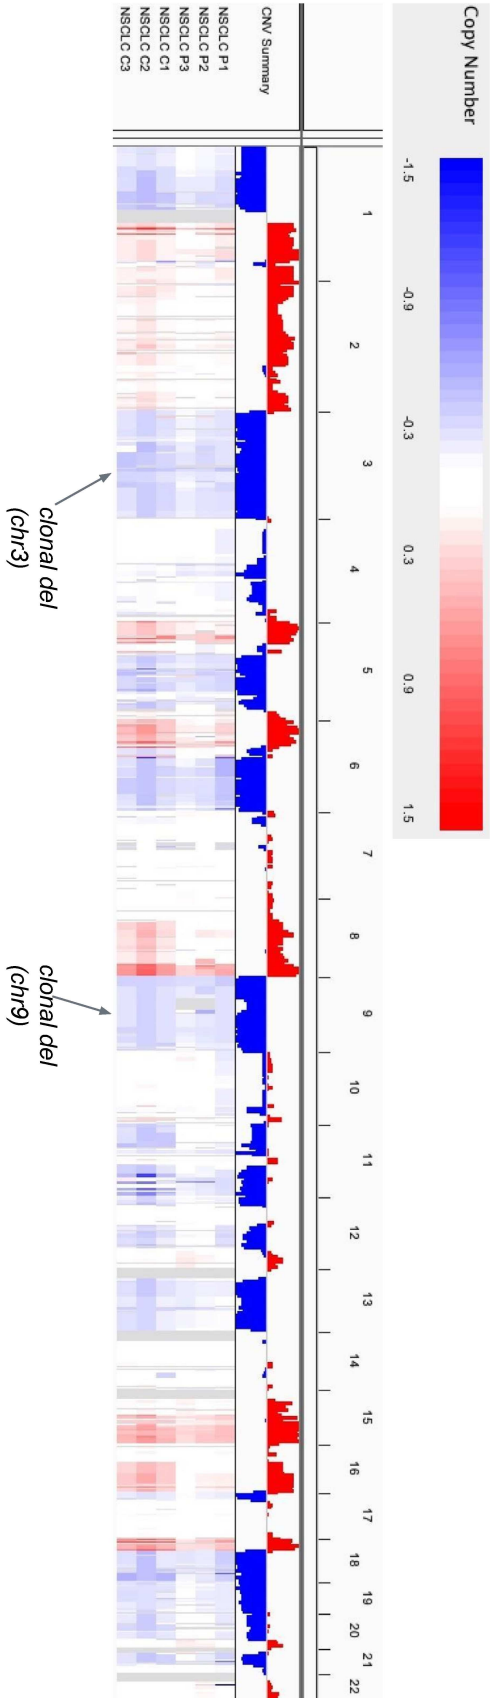 Copy Number
-1.5
-0.9
-0.3
0.3
0.9
1.5
1
2
3
4
5
6
7
8
9
10
11
12
13
14
15
16
17
18
19
20
21
22
CNV Summary
NSCLC P1
NSCLC P2
NSCLC P3
NSCLC C1
NSCLC C2
NSCLC C3
clonal del
(chr3)
clonal del
(chr9)